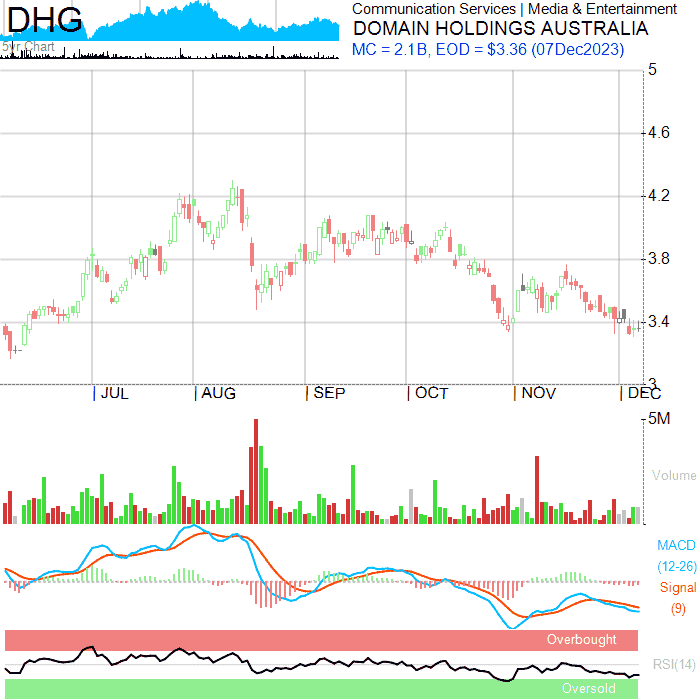 DHG
5yr Chart
Communication Services | Media & Entertainment
DOMAIN HOLDINGS AUSTRALIA
MC = 2.1B, EOD = $3.36 (07Dec2023)
5
4.6
4.2
3.8
3.4
3
JUL
AUG
SEP
OCT
NOV
DEC
5M
Volume
MACD
(12-26)
Signal
(9)
Overbought
RSI(14)
Oversold